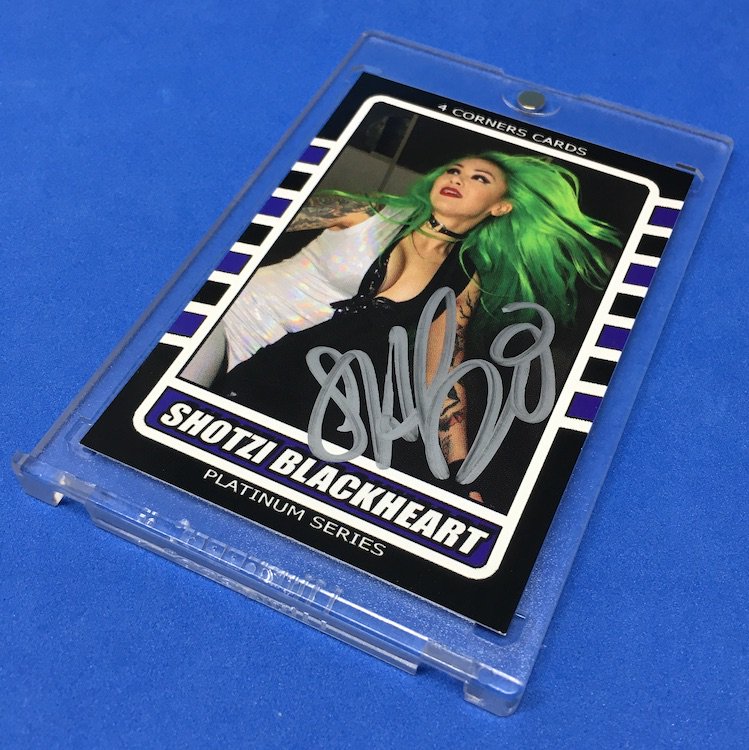 4 CORNERS CARDS
SHOTZI BLACKHEART
PLATINUM SERIES